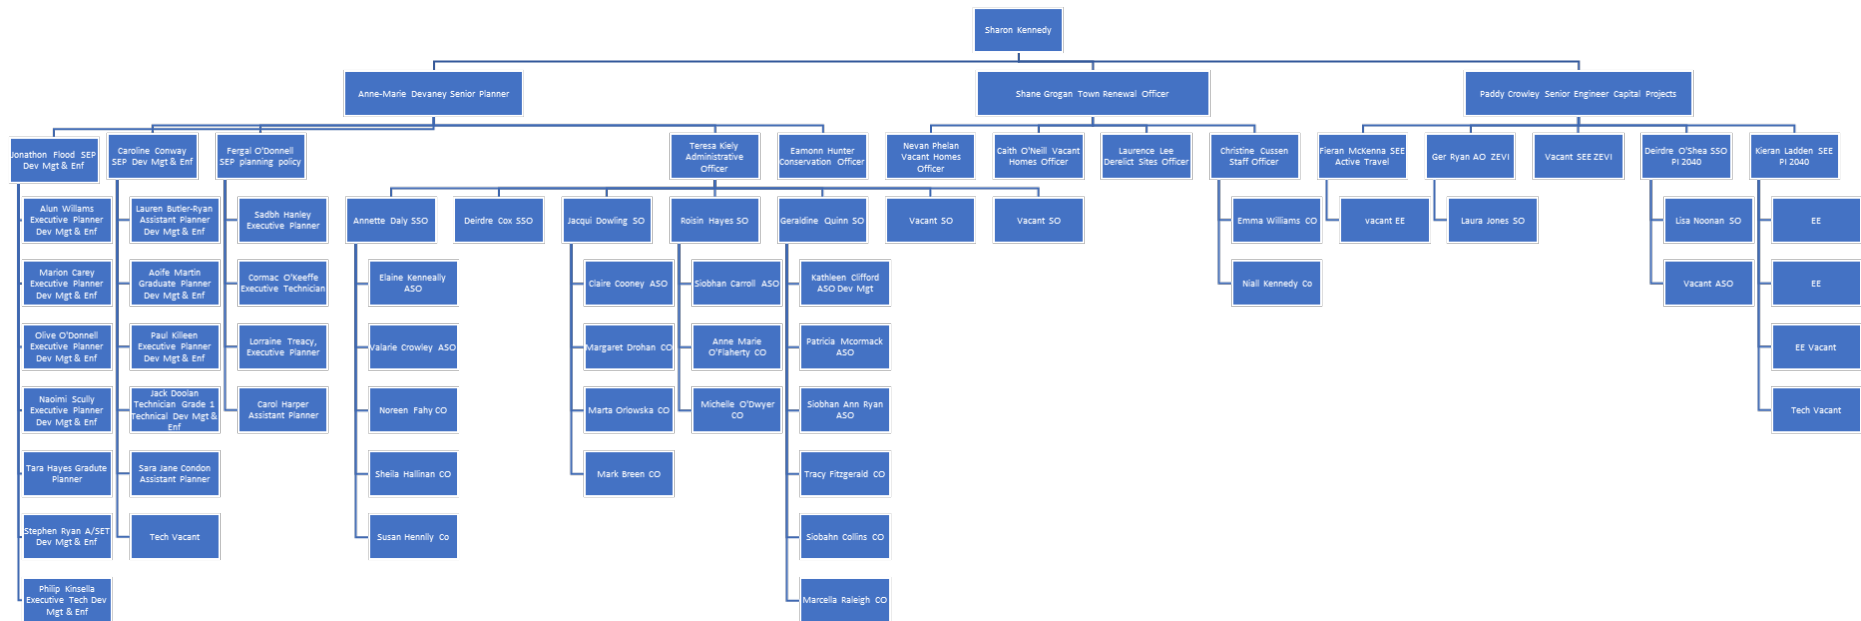 Sharon Kennedy
Anne-Marie Devaney Senior Planner
Shane Grogan Town Renewal Officer
Paddy Crowley Senior Engineer Capital Projects
Jonathon Flood SEP
Dev Mgt & Enf
Caroline Conway
SEP Dev Mgt & Enf
Fergal O'Donnell
SEP planning policy
Teresa Kiely
Administrative
Officer
Eamonn Hunter
Conservation Officer
Nevan Phelan
Vacant Homes
Officer
Caith O'Neill Vacant
Homes Officer
Laurence Lee
Derelict Sites Officer
Christine Cussen
Staff Officer
Fieran McKenna SEE
Active Travel
Ger Ryan AO ZEVI
Vacant SEE ZEVI
Deirdre O'Shea SSO
PI 2040
Kieran Ladden SEE
PI 2040
Alun Willams
Executive Planner
Dev Mgt & Enf
Marion Carey
Executive Planner
Dev Mgt & Enf
Olive O'Donnell
Executive Planner
Dev Mgt & Enf
Naoimi Scully
Executive Planner
Dev Mgt & Enf
Tara Hayes Gradute
Planner
Stephen Ryan A/SET
Dev Mgt & Enf
Philip Kinsella
Executive Tech Dev
Mgt & Enf
Lauren Butler-Ryan
Assistant Planner
Dev Mgt & Enf
Aoife Martin
Graduate Planner
Dev Mgt & Enf
Paul Killeen
Executive Planner
Dev Mgt & Enf
Jack Doolan
Technician Grade 1
Technical Dev Mgt &
Enf
Sara Jane Condon
Assistant Planner
Tech Vacant
Sadbh Hanley
Executive Planner
Cormac O'Keeffe
Executive Technician
Lorraine Treacy,
Executive Planner
Carol Harper
Assistant Planner
Annette Daly SSO
Deirdre Cox SSO
Jacqui Dowling SO
Roisin Hayes SO
Geraldine Quinn SO
Vacant SO
Vacant SO
Elaine Kenneally
ASO
Valarie Crowley ASO
Noreen Fahy CO
Sheila Hallinan CO
Susan Hennlly Co
Claire Cooney ASO
Margaret Drohan CO
Marta Orlowska CO
Mark Breen CO
Siobhan Carroll ASO
Anne Marie
O'Flaherty CO
Michelle O'Dwyer
CO
Kathleen Clifford
ASO Dev Mgt
Patricia Mcormack
ASO
Siobhan Ann Ryan
ASO
Tracy Fitzgerald CO
Siobahn Collins CO
Marcella Raleigh CO
Emma Williams CO
Niall Kennedy Co
vacant EE
Laura Jones SO
Lisa Noonan SO
Vacant ASO
EE
EE
EE Vacant
Tech Vacant